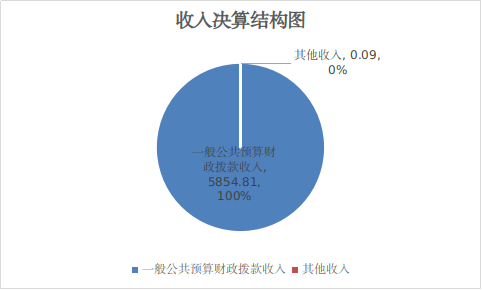 收入决算结构图
其他收入, 0.09,
0%
一般公共预算财
政拨款收入,
5854.81,
100%
一般公共预算财政拨款收入 其他收入